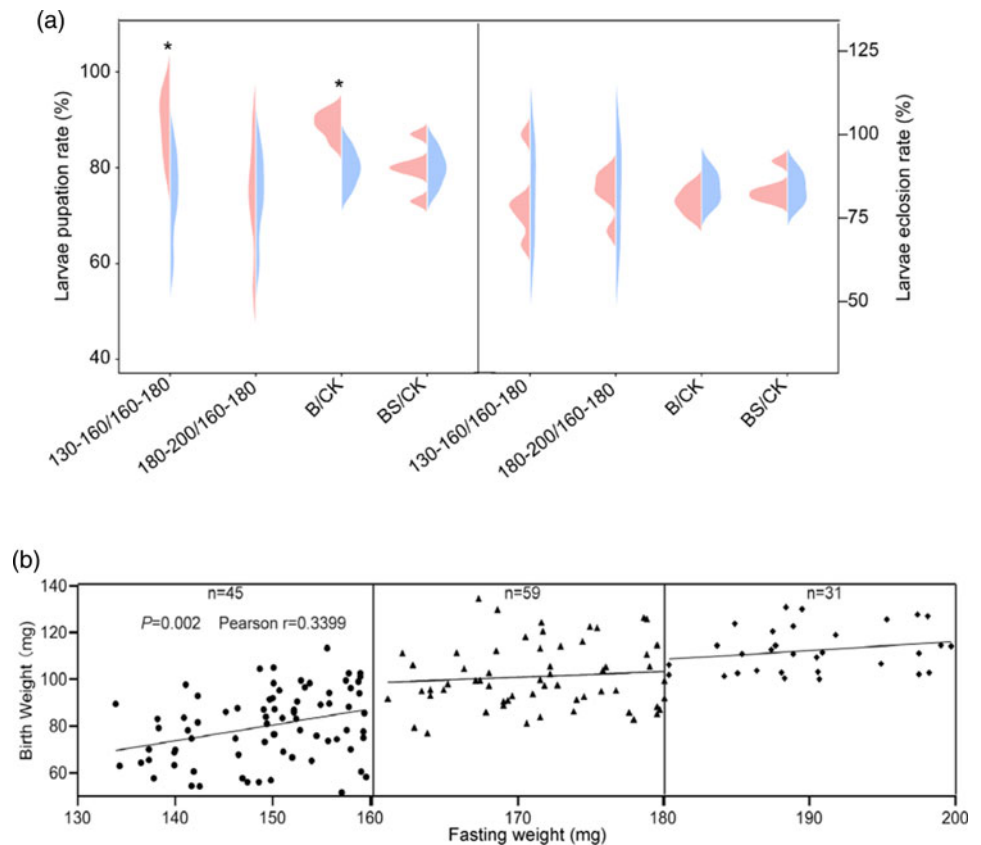 (a)
Larvae pupation rate (%)
100
80
60
40
*
*
125
100
75
50
Larvae eclosion rate (%)
130-160/160-180
180-200/160-180
B/CK
BS/CK
130-160/160-180
180-200/160-180
B/CK
BS/CK
(b)
Birth Weight (mg)
140
120
100
80
60
n=45
n=59
n=31
P=0.002 Pearson r=0.3399
130
140
150
160
170
180
190
200
Fasting weight (mg)